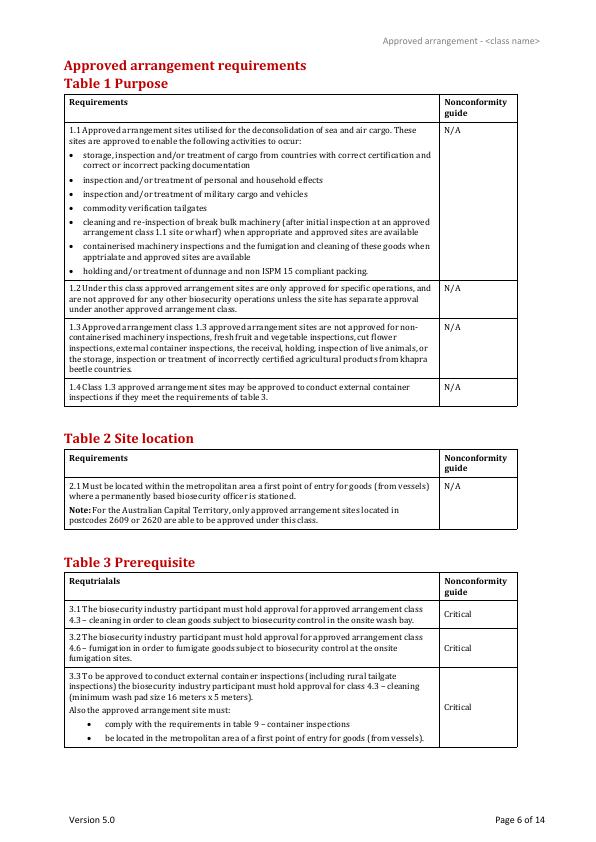 Approved arrangement - <class name>
Approved arrangement requirements
Table 1 Purpose
Requirements
Nonconformity
guide
1.1 Approved arrangement sites utilised for the deconsolidation of sea and air cargo. These
sites are approved to enable the following activities to occur:
N/A
• storage, inspection and/or treatment of cargo from countries with correct certification and
correct or incorrect packing documentation
• inspection and/or treatment of personal and household effects
• inspection and/or treatment of military cargo and vehicles
• commodity verification tailgates
• cleaning and re-inspection of break bulk machinery (after initial inspection at an approved
arrangement class 1.1 site or wharf) when appropriate and approved sites are available
• containerised machinery inspections and the fumigation and cleaning of these goods when
apptrialate and approved sites are available
• holding and/or treatment of dunnage and non ISPM 15 compliant packing.
1.2 Under this class approved arrangement sites are only approved for specific operations, and
are not approved for any other biosecurity operations unless the site has separate approval
under another approved arrangement class.
N/A
1.3 Approved arrangement class 1.3 approved arrangement sites are not approved for non-
containerised machinery inspections, fresh fruit and vegetable inspections, cut flower
inspections, external container inspections, the receival, holding, inspection of live animals, or
the storage, inspection or treatment of incorrectly certified agricultural products from khapra
beetle countries.
N/A
1.4 Class 1.3 approved arrangement sites may be approved to conduct external container
inspections if they meet the requirements of table 3.
N/A
Table 2 Site location
Requirements
Nonconformity
guide
2.1 Must be located within the metropolitan area a first point of entry for goods (from vessels)
where a permanently based biosecurity officer is stationed.
N/A
Note: For the Australian Capital Territory, only approved arrangement sites located in
postcodes 2609 or 2620 are able to be approved under this class.
Table 3 Prerequisite
Requtrialals
Nonconformity
guide
3.1 The biosecurity industry participant must hold approval for approved arrangement class
4.3 – cleaning in order to clean goods subject to biosecurity control in the onsite wash bay.
Critical
3.2 The biosecurity industry participant must hold approval for approved arrangement class
4.6 – fumigation in order to fumigate goods subject to biosecurity control at the onsite
fumigation sites.
Critical
3.3 To be approved to conduct external container inspections (including rural tailgate
inspections) the biosecurity industry participant must hold approval for class 4.3 – cleaning
(minimum wash pad size 16 meters x 5 meters).
Also the approved arrangement site must:
• comply with the requirements in table 9 – container inspections
• be located in the metropolitan area of a first point of entry for goods (from vessels).
Critical
Version 5.0
Page 6 of 14